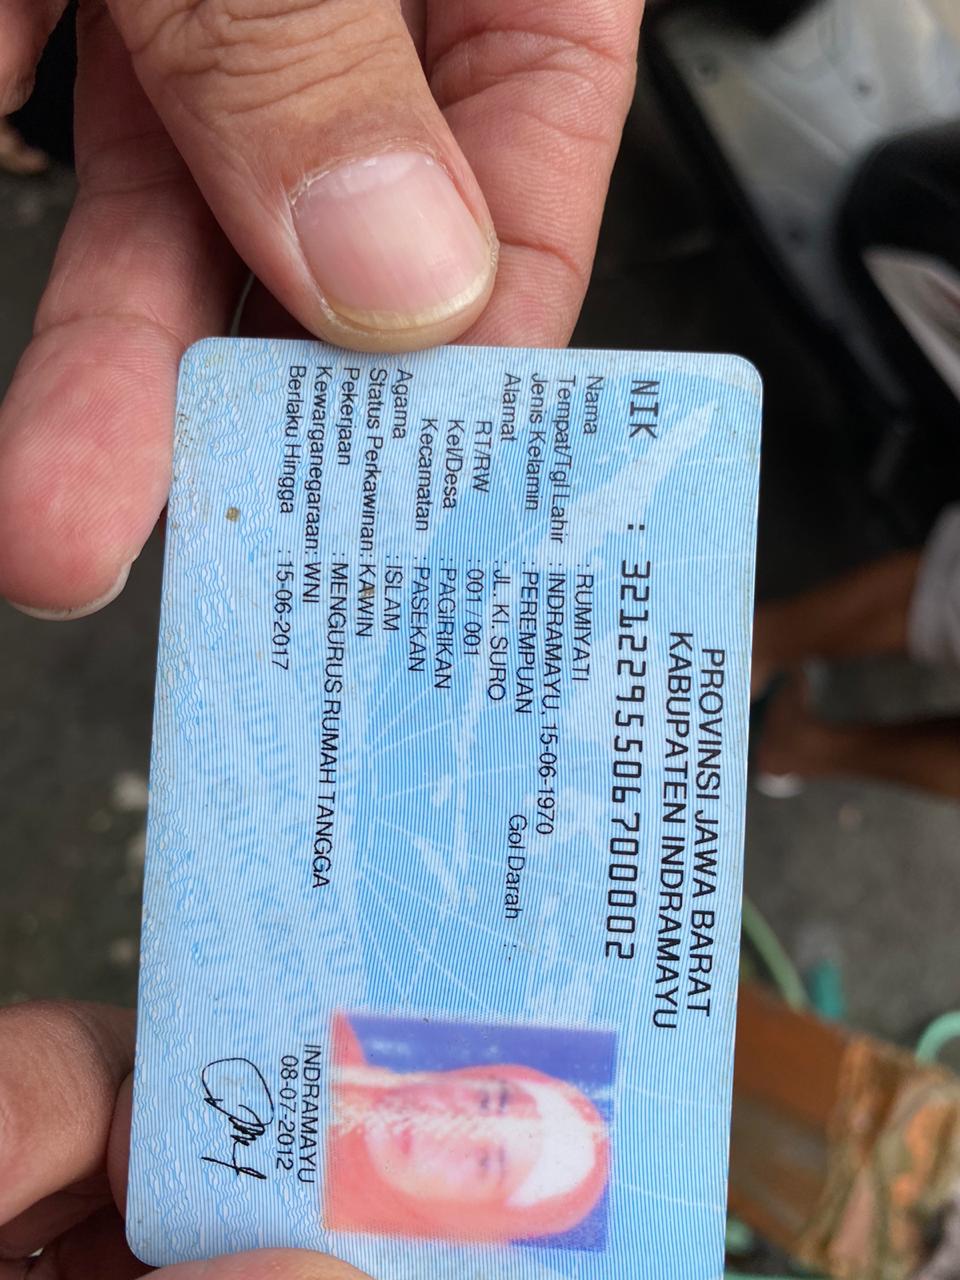 PROVINSI JAWA BARAT
KABUPATEN INDRAMAYU
NIK : 3212295506700002
Nama : RUMIYATI
Tempat/Tgl Lahir : INDRAMAYU, 15-06-1970
Jenis Kelamin : PEREMPUAN Gol Darah :
Alamat : JL. KI. SURO
RT/RW : 001/ 001
Kel/Desa : PAGIRIKAN
Kecamatan : PASEKAN
Agama : ISLAM
Status Perkawinan: KAWIN
Pekerjaan : MENGURUS RUMAH TANGGA
Kewarganegaraan: WNI
Berlaku Hingga : 15-06-2017
INDRAMAYU
08-07-2012